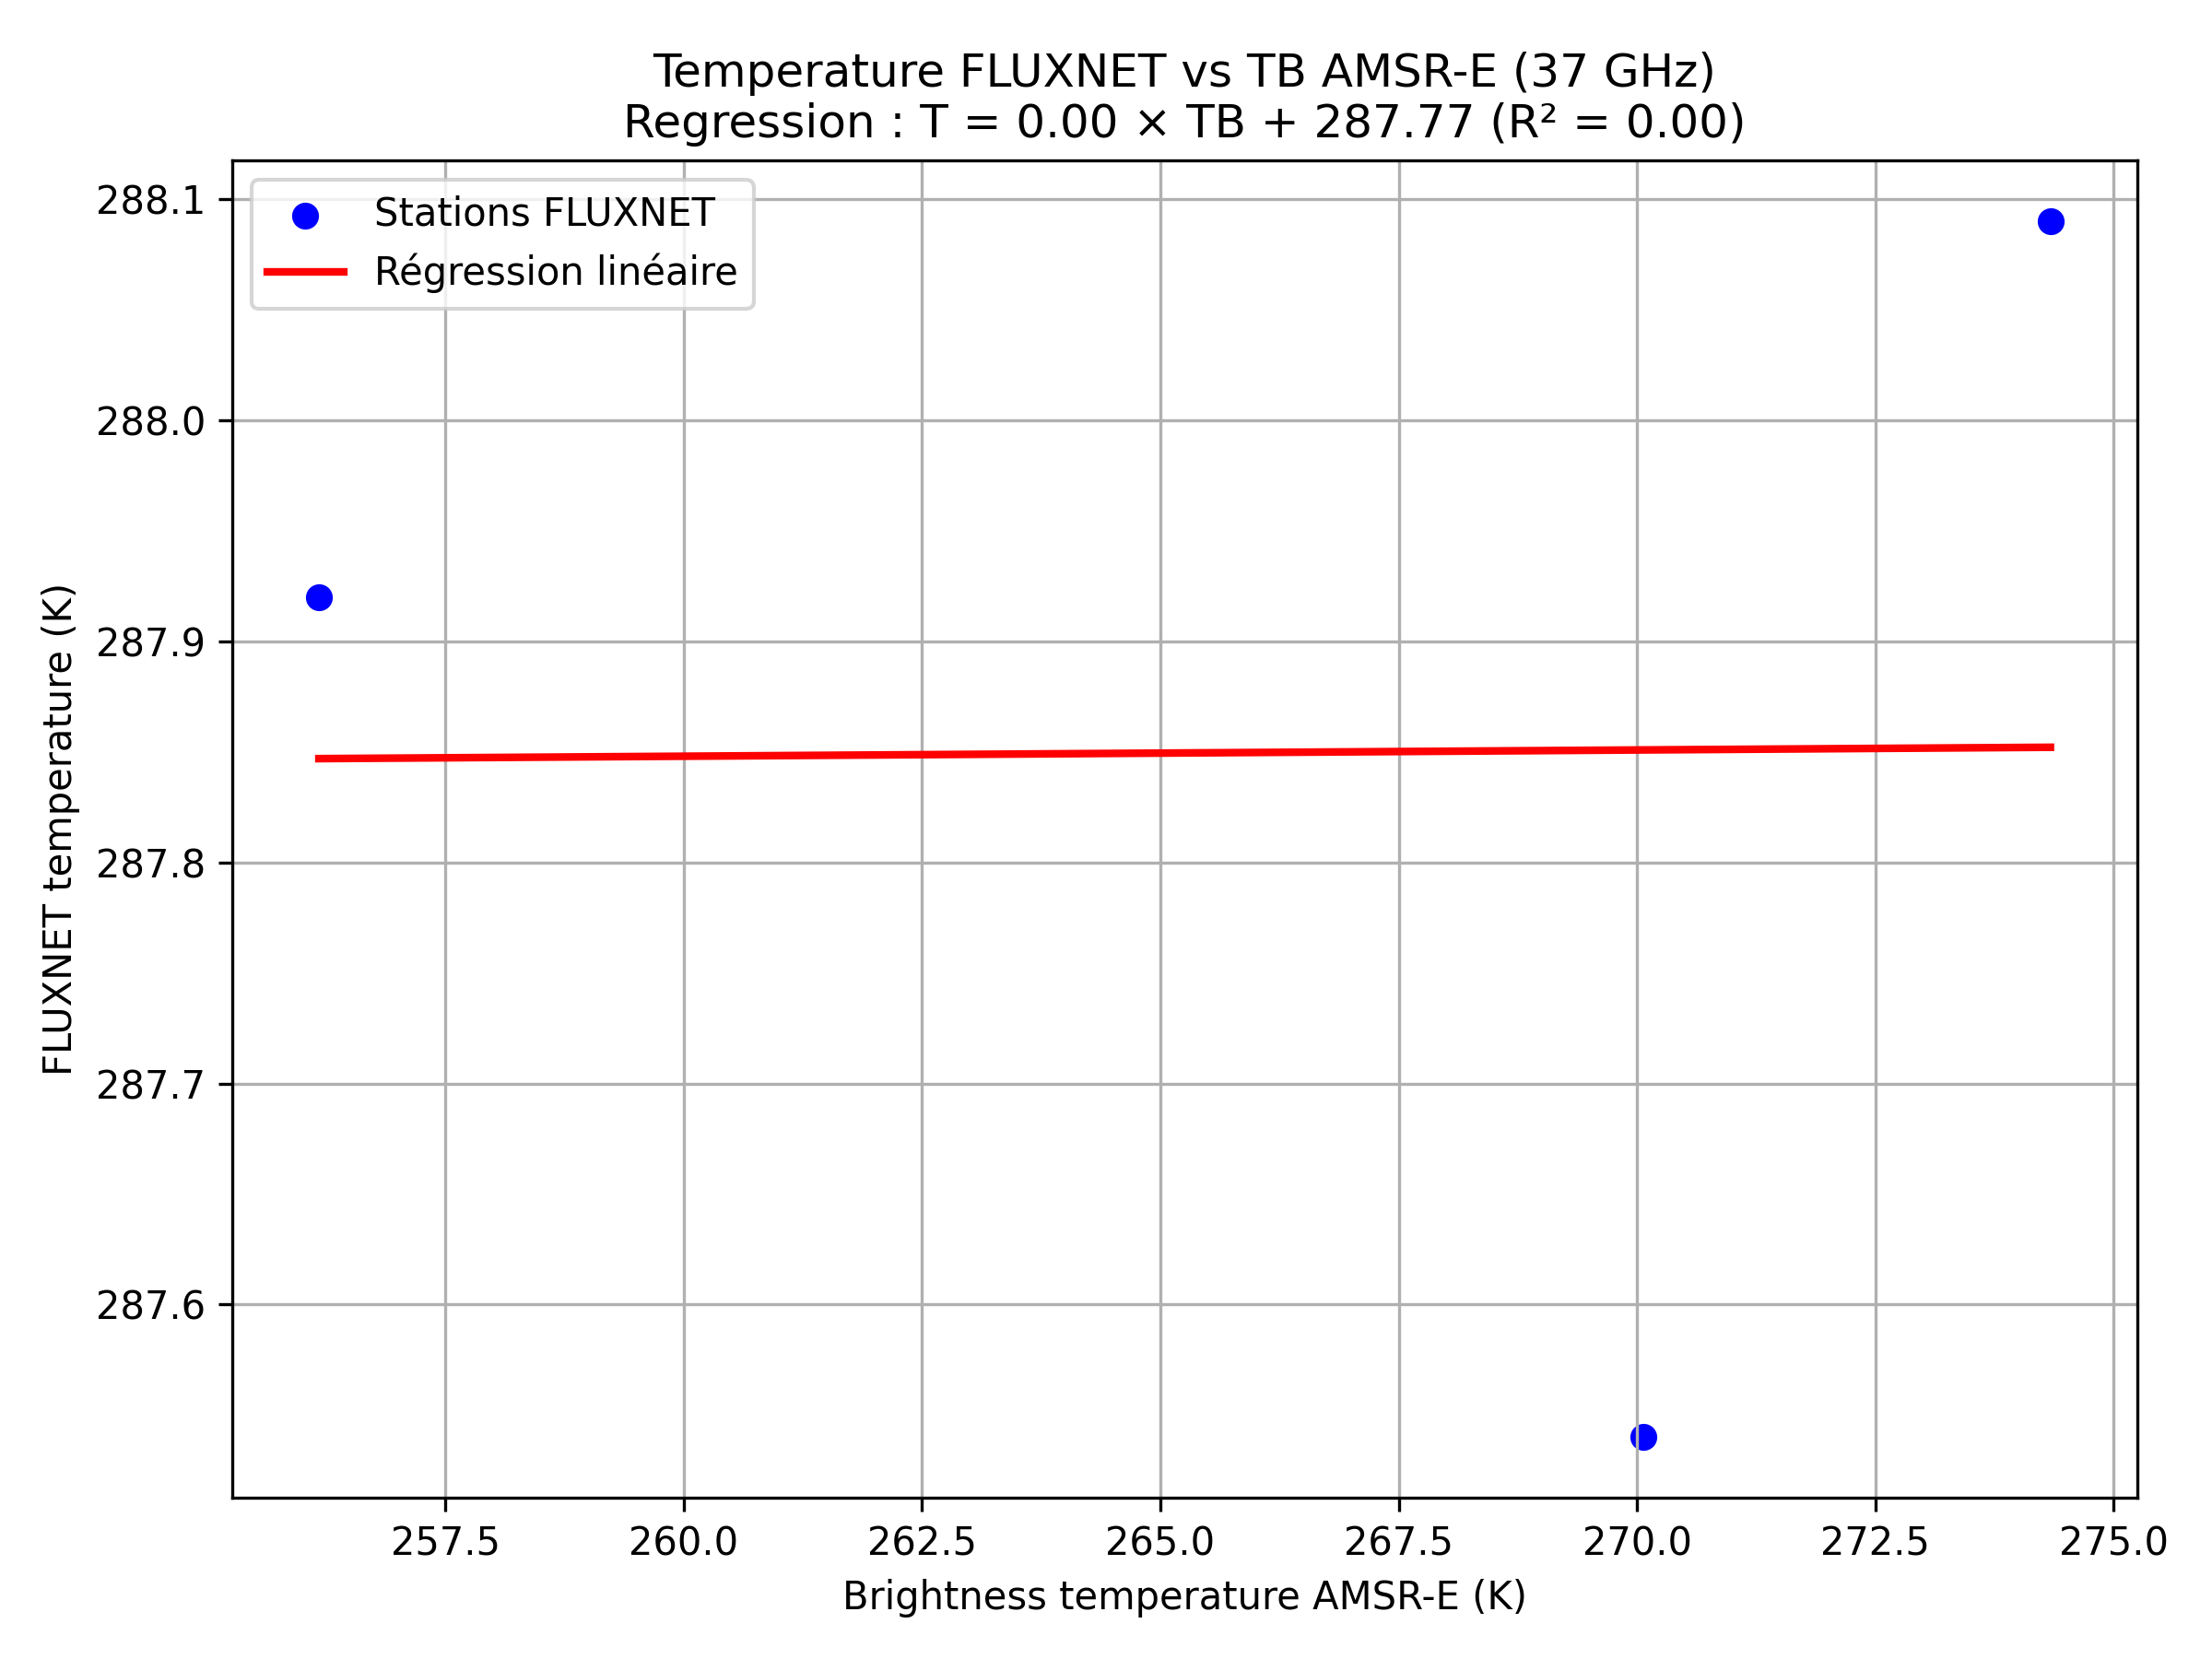 Temperature FLUXNET vs TB AMSR-E (37 GHz)
Regression : T = 0.00 × TB + 287.77 (R² = 0.00)
Stations FLUXNET
Régression linéaire
288.1
288.0
287.9
287.8
287.7
287.6
FLUXNET temperature (K)
257.5 260.0 262.5 265.0 267.5 270.0 272.5 275.0
Brightness temperature AMSR-E (K)